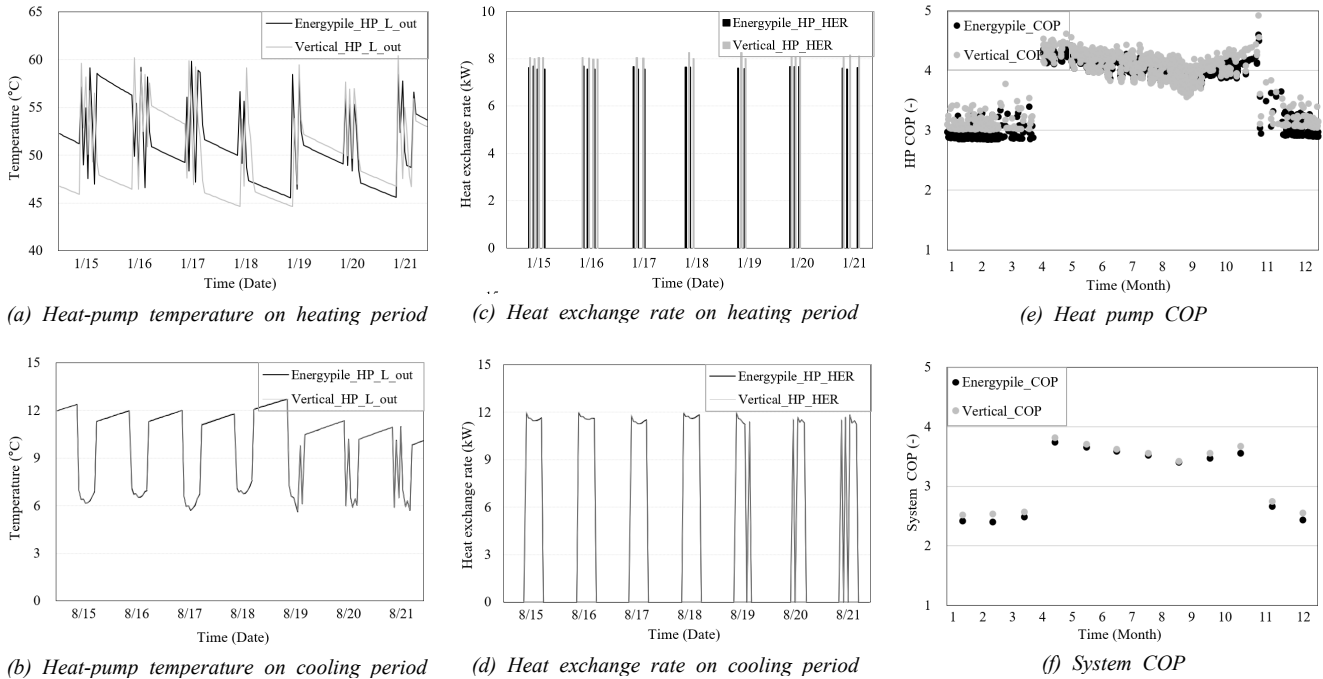 65
60
55
50
45
40
Temperature (°C)
Energypile_HP_L_out
Vertical_HP_L_out
1/15 1/16 1/17 1/18 1/19 1/20 1/21
Time (Date)
(a) Heat-pump temperature on heating period
10
8
6
4
2
0
Heat exchange rate (kW)
Energypile_HP_HER
Vertical_HP_HER
1/15 1/16 1/17 1/18 1/19 1/20 1/21
Time (Date)
(c) Heat exchange rate on heating period
5
4
3
2
1
HP COP (-)
Energypile_COP
Vertical_COP
1 2 3 4 5 6 7 8 9 10 11 12
Time (Month)
(e) Heat pump COP
15
12
9
6
3
0
Temperature (°C)
Energypile_HP_L_out
Vertical_HP_L_out
8/15 8/16 8/17 8/18 8/19 8/20 8/21
Time (Date)
(b) Heat-pump temperature on cooling period
15
12
9
6
3
0
Heat exchange rate (kW)
Energypile_HP_HER
Vertical_HP_HER
8/15 8/16 8/17 8/18 8/19 8/20 8/21
Time (Date)
(d) Heat exchange rate on cooling period
5
4
3
2
1
System COP (-)
Energypile_COP
Vertical_COP
1 2 3 4 5 6 7 8 9 10 11 12
Time (Month)
(f) System COP